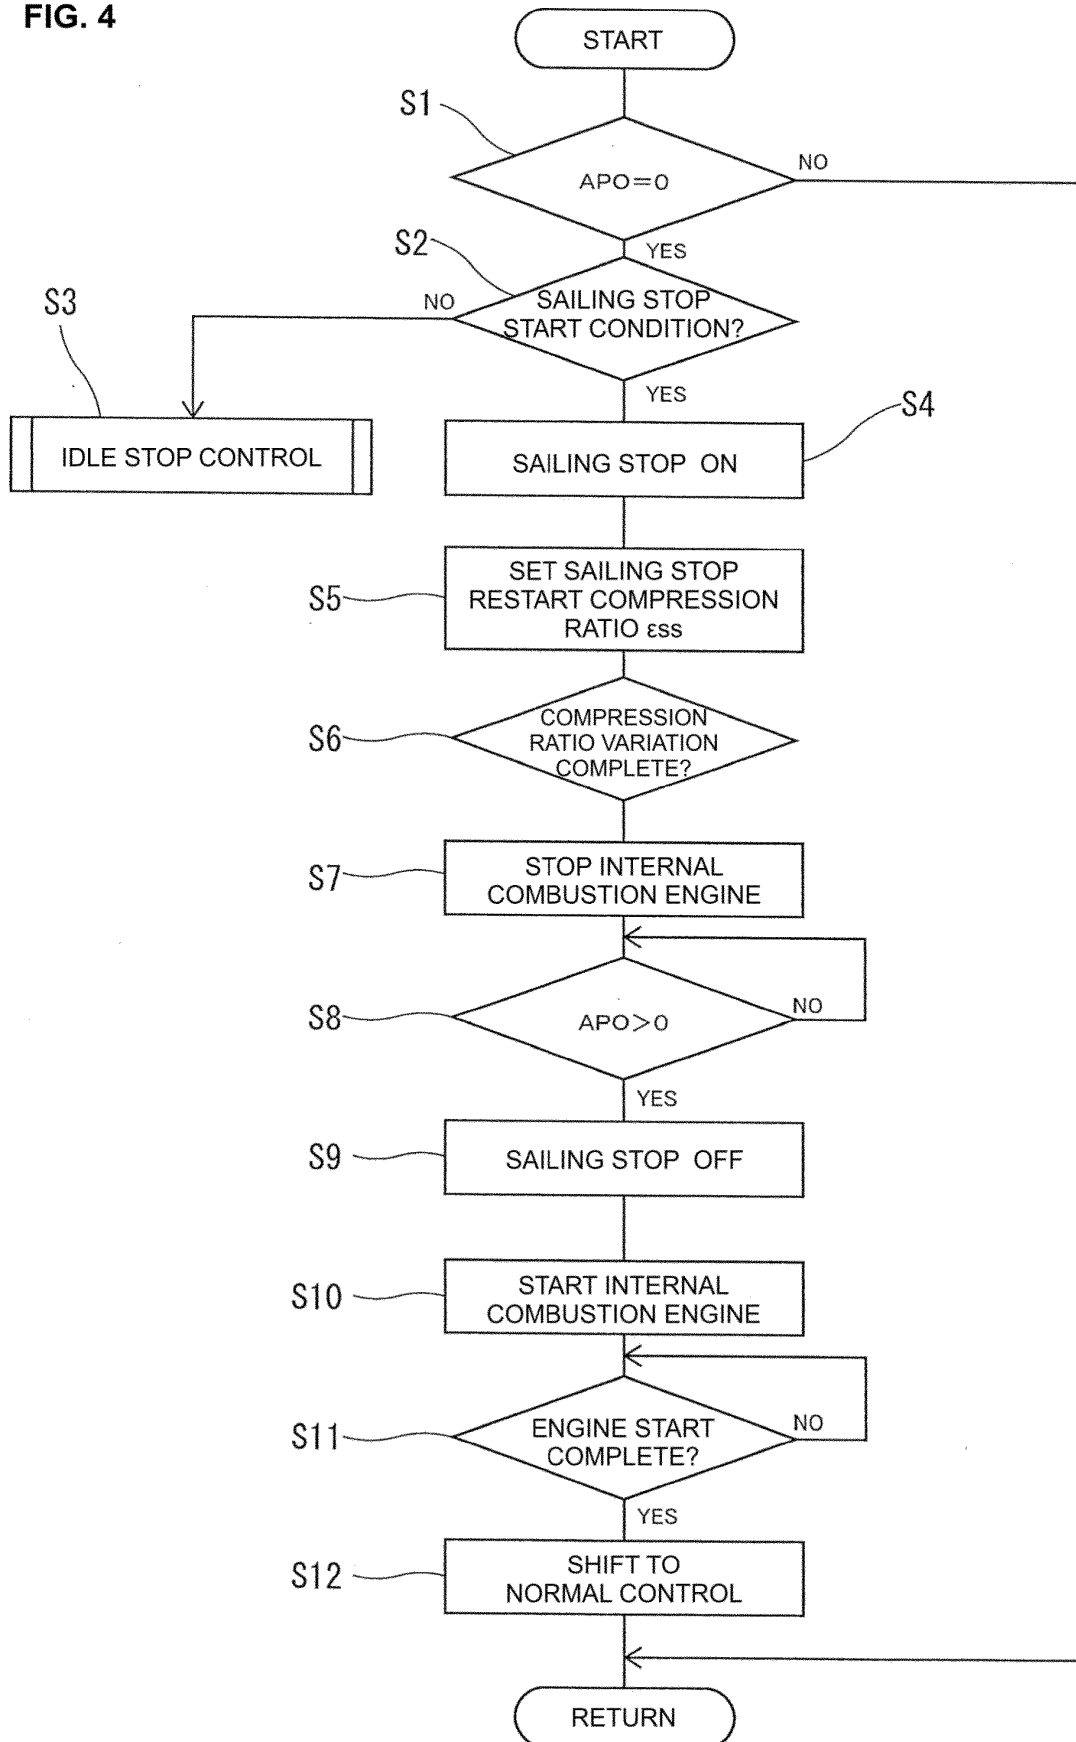 FIG. 4
START
S1
APO=0
NO
YES
S2
SAILING STOP
START CONDITION?
NO
YES
S3
IDLE STOP CONTROL
S4
SAILING STOP ON
S5
SET SAILING STOP
RESTART COMPRESSION
RATIO εss
S6
COMPRESSION
RATIO VARIATION
COMPLETE?
S7
STOP INTERNAL
COMBUSTION ENGINE
S8
APO>0
NO
YES
S9
SAILING STOP OFF
S10
START INTERNAL
COMBUSTION ENGINE
S11
ENGINE START
COMPLETE?
NO
YES
S12
SHIFT TO
NORMAL CONTROL
RETURN